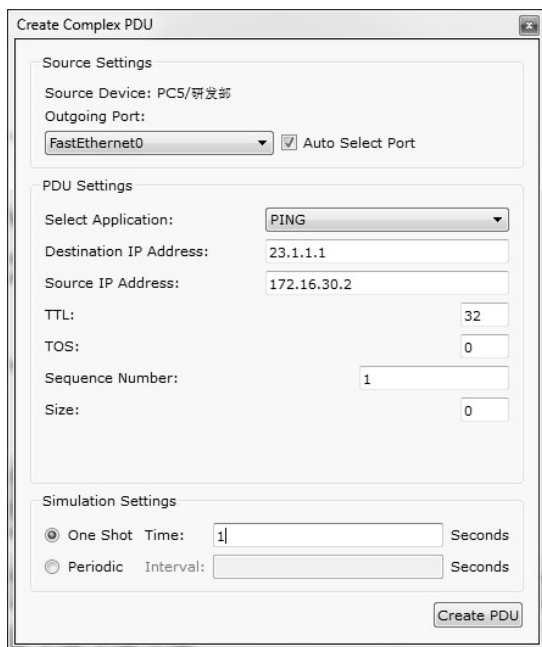 Create Complex PDU
Source Settings
Source Device: PC5/研发部
Outgoing Port:
FastEthernet0 Auto Select Port
PDU Settings
Select Application: PING
Destination IP Address: 23.1.1.1
Source IP Address: 172.16.30.2
TTL: 32
TOS: 0
Sequence Number: 1
Size: 0
Simulation Settings
One Shot Time: 1 Seconds
Periodic Interval: Seconds
Create PDU